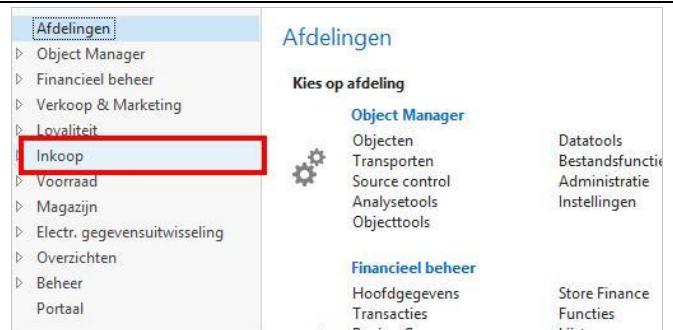 Afdelingen
Object Manager
Financieel beheer
Verkoop & Marketing
Loyaliteit
Inkoop
Voorraad
Magazijn
Electr. gegevensuitwisseling
Overzichten
Beheer
Portaal
Afdelingen
Kies op afdeling
Object Manager
Objecten Datatools
Transporten Bestandsfunctie
Source control Administratie
Analysetools Instellingen
Objecttools
Financieel beheer
Hoofdgegevens Store Finance
Transacties Functies